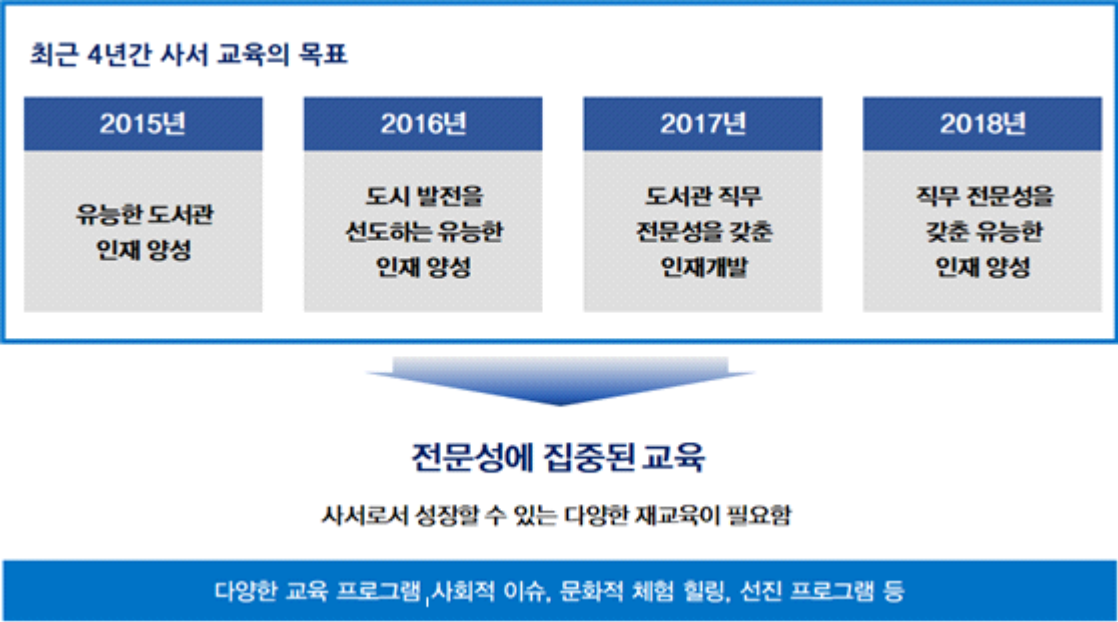 최근 4년간 사서 교육의 목표
2015년
유능한 도서관
인재 양성
2016년
도시 발전을
선도하는 유능한
인재 양성
2017년
도서관 직무
전문성을 갖춘
인재개발
2018년
직무 전문성을
갖춘 유능한
인재 양성
전문성에 집중된 교육
사서로서 성장할 수 있는 다양한 재교육이 필요함
다양한 교육 프로그램 , 사회적 이슈, 문화적 체험 힐링, 선진 프로그램 등